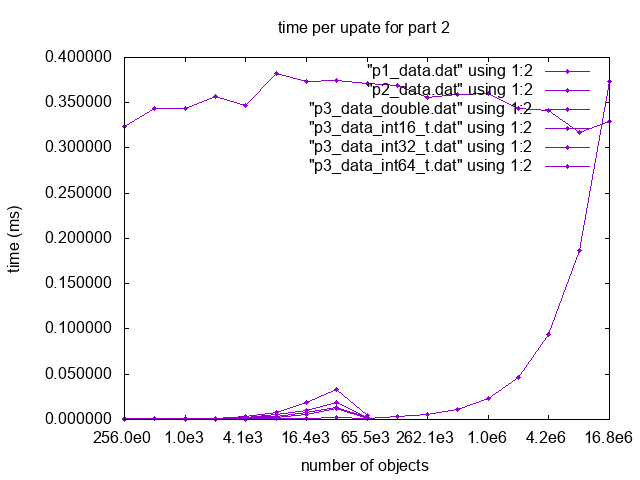 time per upate for part 2
0.400000
0.350000
0.300000
0.250000
0.200000
0.150000
0.100000
0.050000
0.000000
time (ms)
"p1_data.dat" using 1:2
"p2_data.dat" using 1:2
"p3_data_double.dat" using 1:2
"p3_data_int16_t.dat" using 1:2
"p3_data_int32_t.dat" using 1:2
"p3_data_int64_t.dat" using 1:2
256.0e0 1.0e3 4.1e3 16.4e3 65.5e3 262.1e3 1.0e6 4.2e6 16.8e6
number of objects